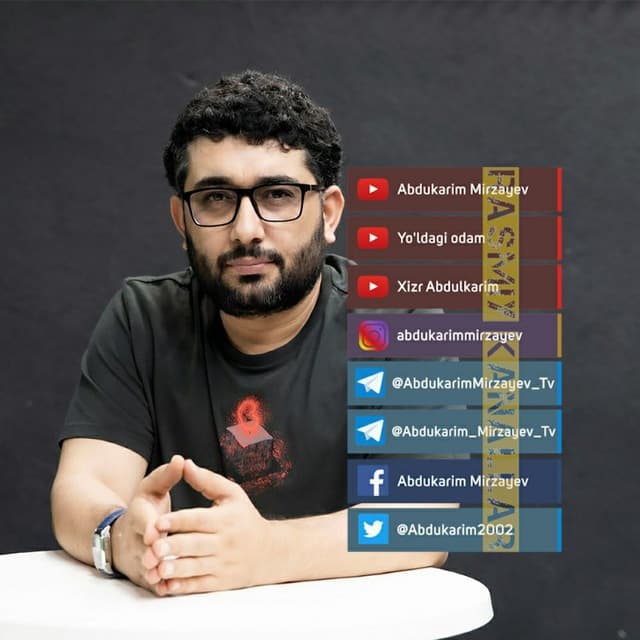 Abdukarim Mirzayev
Yo'ldagi odam
Xizr Abdulkarim
abdukarimmirzayev
@AbdukarimMirzayev_Tv
@Abdukarim_Mirzayev_Tv
Abdukarim Mirzayev
@Abdukarim2002
RASMIY KANALLAR